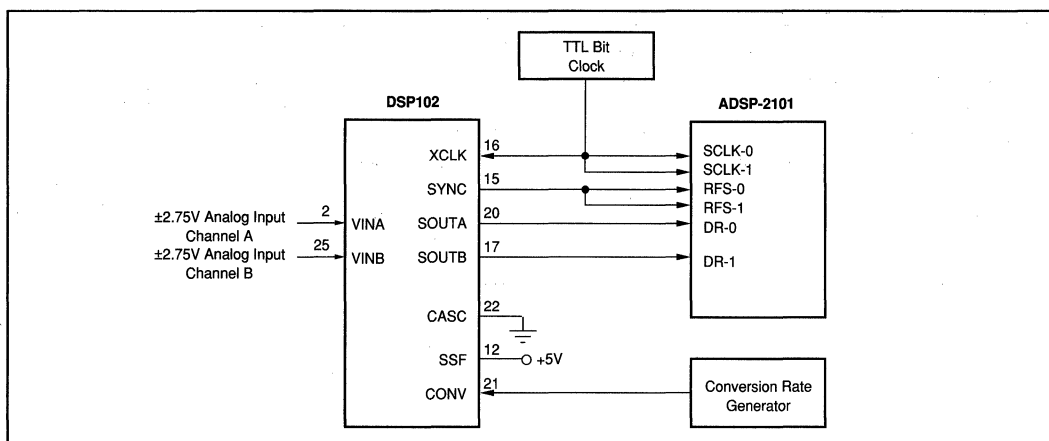 TTL Bit
Clock
DSP102
ADSP-2101
XCLK
16
SCLK-0
SCLK-1
SYNC
15
RFS-0
RFS-1
±2.75V Analog Input
Channel A
2
VINA
SOUTA
20
DR-0
±2.75V Analog Input
Channel B
25
VINB
SOUTB
17
DR-1
CASC
22
SSF
12
+5V
CONV
21
Conversion Rate
Generator